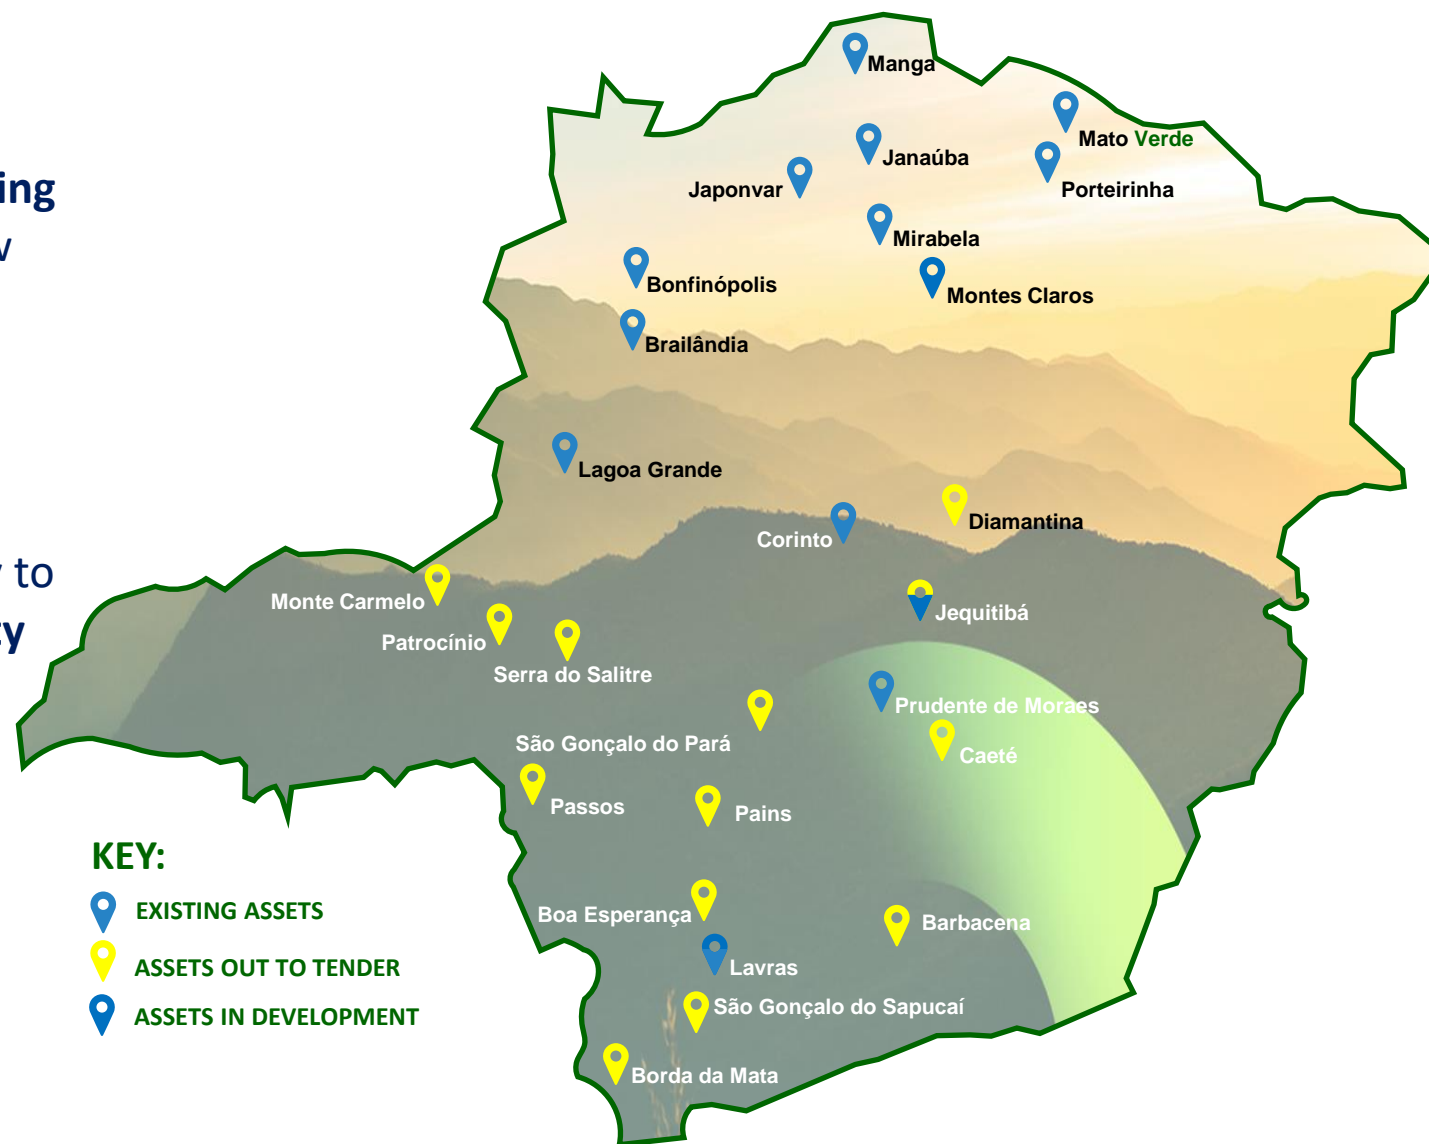 ing
w
y to
ty
Manga
Mato Verde
Janaúba
Japonvar
Porteirinha
Mirabela
Bonfinópolis
Montes Claros
Brailândia
Lagoa Grande
Diamantina
Corinto
Monte Carmelo
Jequitibá
Patrocínio
Serra do Salitre
Prudente de Moraes
São Gonçalo do Pará
Caeté
Passos
Pains
Boa Esperança
Barbacena
Lavras
São Gonçalo do Sapucaí
Borda da Mata
KEY:
EXISTING ASSETS
ASSETS OUT TO TENDER
ASSETS IN DEVELOPMENT